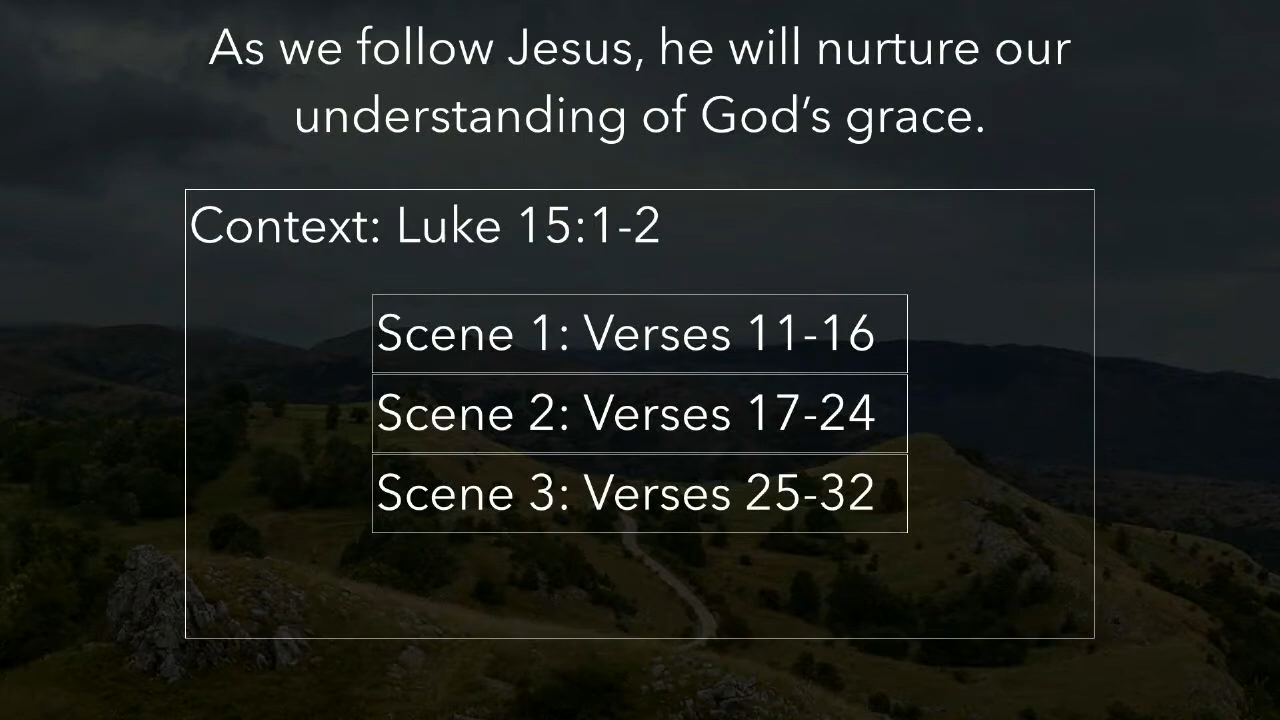 As we follow Jesus, he will nurture our
understanding of God’s grace.
Context: Luke 15:1-2
Scene 1: Verses 11-16
Scene 2: Verses 17-24
Scene 3: Verses 25-32